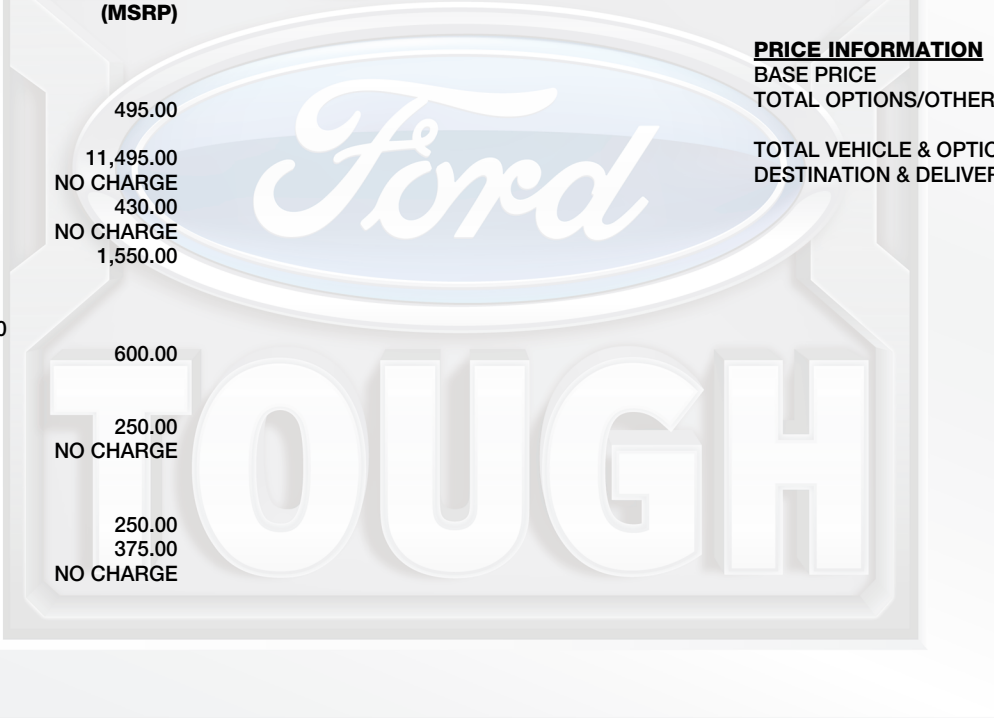 (MSRP)
495.00
11,495.00
NO CHARGE
430.00
NO CHARGE
1,550.00
0
600.00
250.00
NO CHARGE
250.00
375.00
NO CHARGE
PRICE INFORMATION
BASE PRICE
TOTAL OPTIONS/OTHER
TOTAL VEHICLE & OPTIO
DESTINATION & DELIVER
Ford
TOUGH